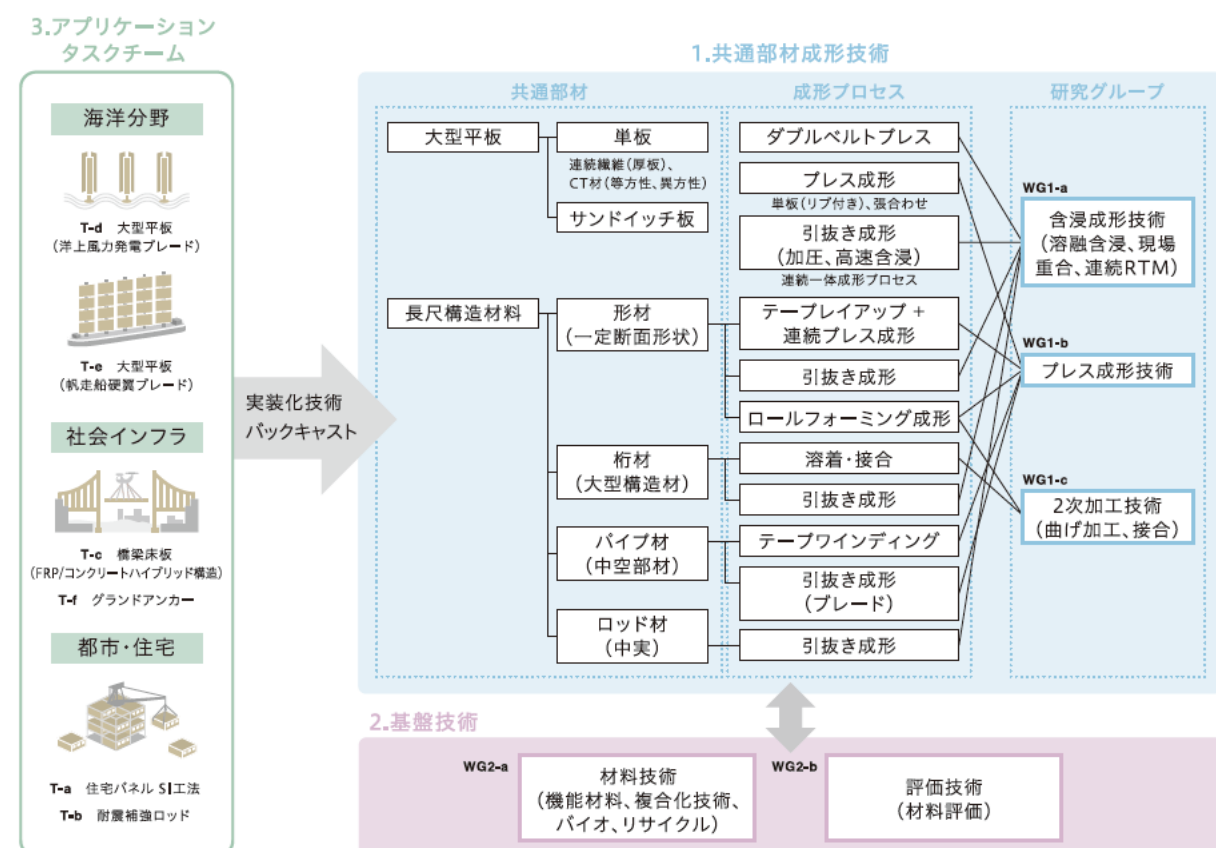 3.アプリケーション
タスクチーム
海洋分野
T-d 大型平板
(洋上風力発電ブレード)
T-e 大型平板
(帆走船硬翼ブレード)
社会インフラ
T-c 橋梁床板
(FRP/コンクリートハイブリッド構造)
T-f グランドアンカー
都市・住宅
T-a 住宅パネル SI工法
T-b 耐震補強ロッド
実装化技術
バックキャスト
1.共通部材成形技術
共通部材
大型平板
単板
連続繊維(厚板)、
CT材(等方性、異方性)
サンドイッチ板
長尺構造材料
形材
(一定断面形状)
桁材
(大型構造材)
パイプ材
(中空部材)
ロッド材
(中実)
成形プロセス
ダブルベルトプレス
プレス成形
単板(リブ付き)、張合わせ
引抜き成形
(加圧、高速含浸)
連続一体成形プロセス
テープレイアップ +
連続プレス成形
引抜き成形
ロールフォーミング成形
溶着・接合
引抜き成形
テープワインディング
引抜き成形
(ブレード)
引抜き成形
研究グループ
WG1-a
含浸成形技術
(溶融含浸、現場
重合、連続RTM)
WG1-b
プレス成形技術
WG1-c
2次加工技術
(曲げ加工、接合)
2.基盤技術
WG2-a
材料技術
(機能材料、複合化技術、
バイオ、リサイクル)
WG2-b
評価技術
(材料評価)